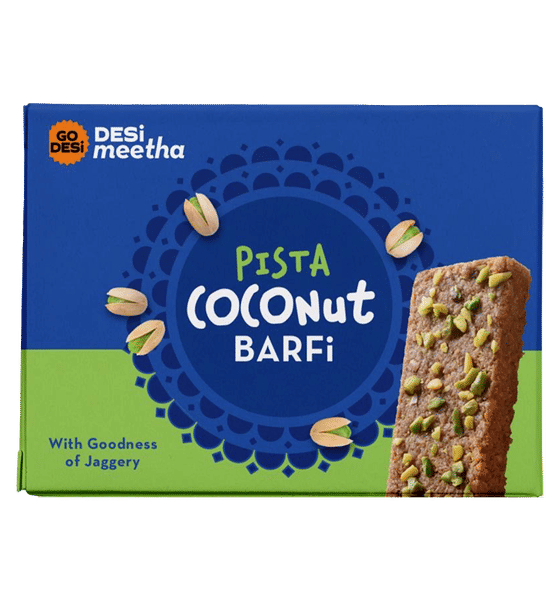 GO
DESi
DESi
meetha
PISTA
COCONut
BARFi
With Goodness
of Jaggery